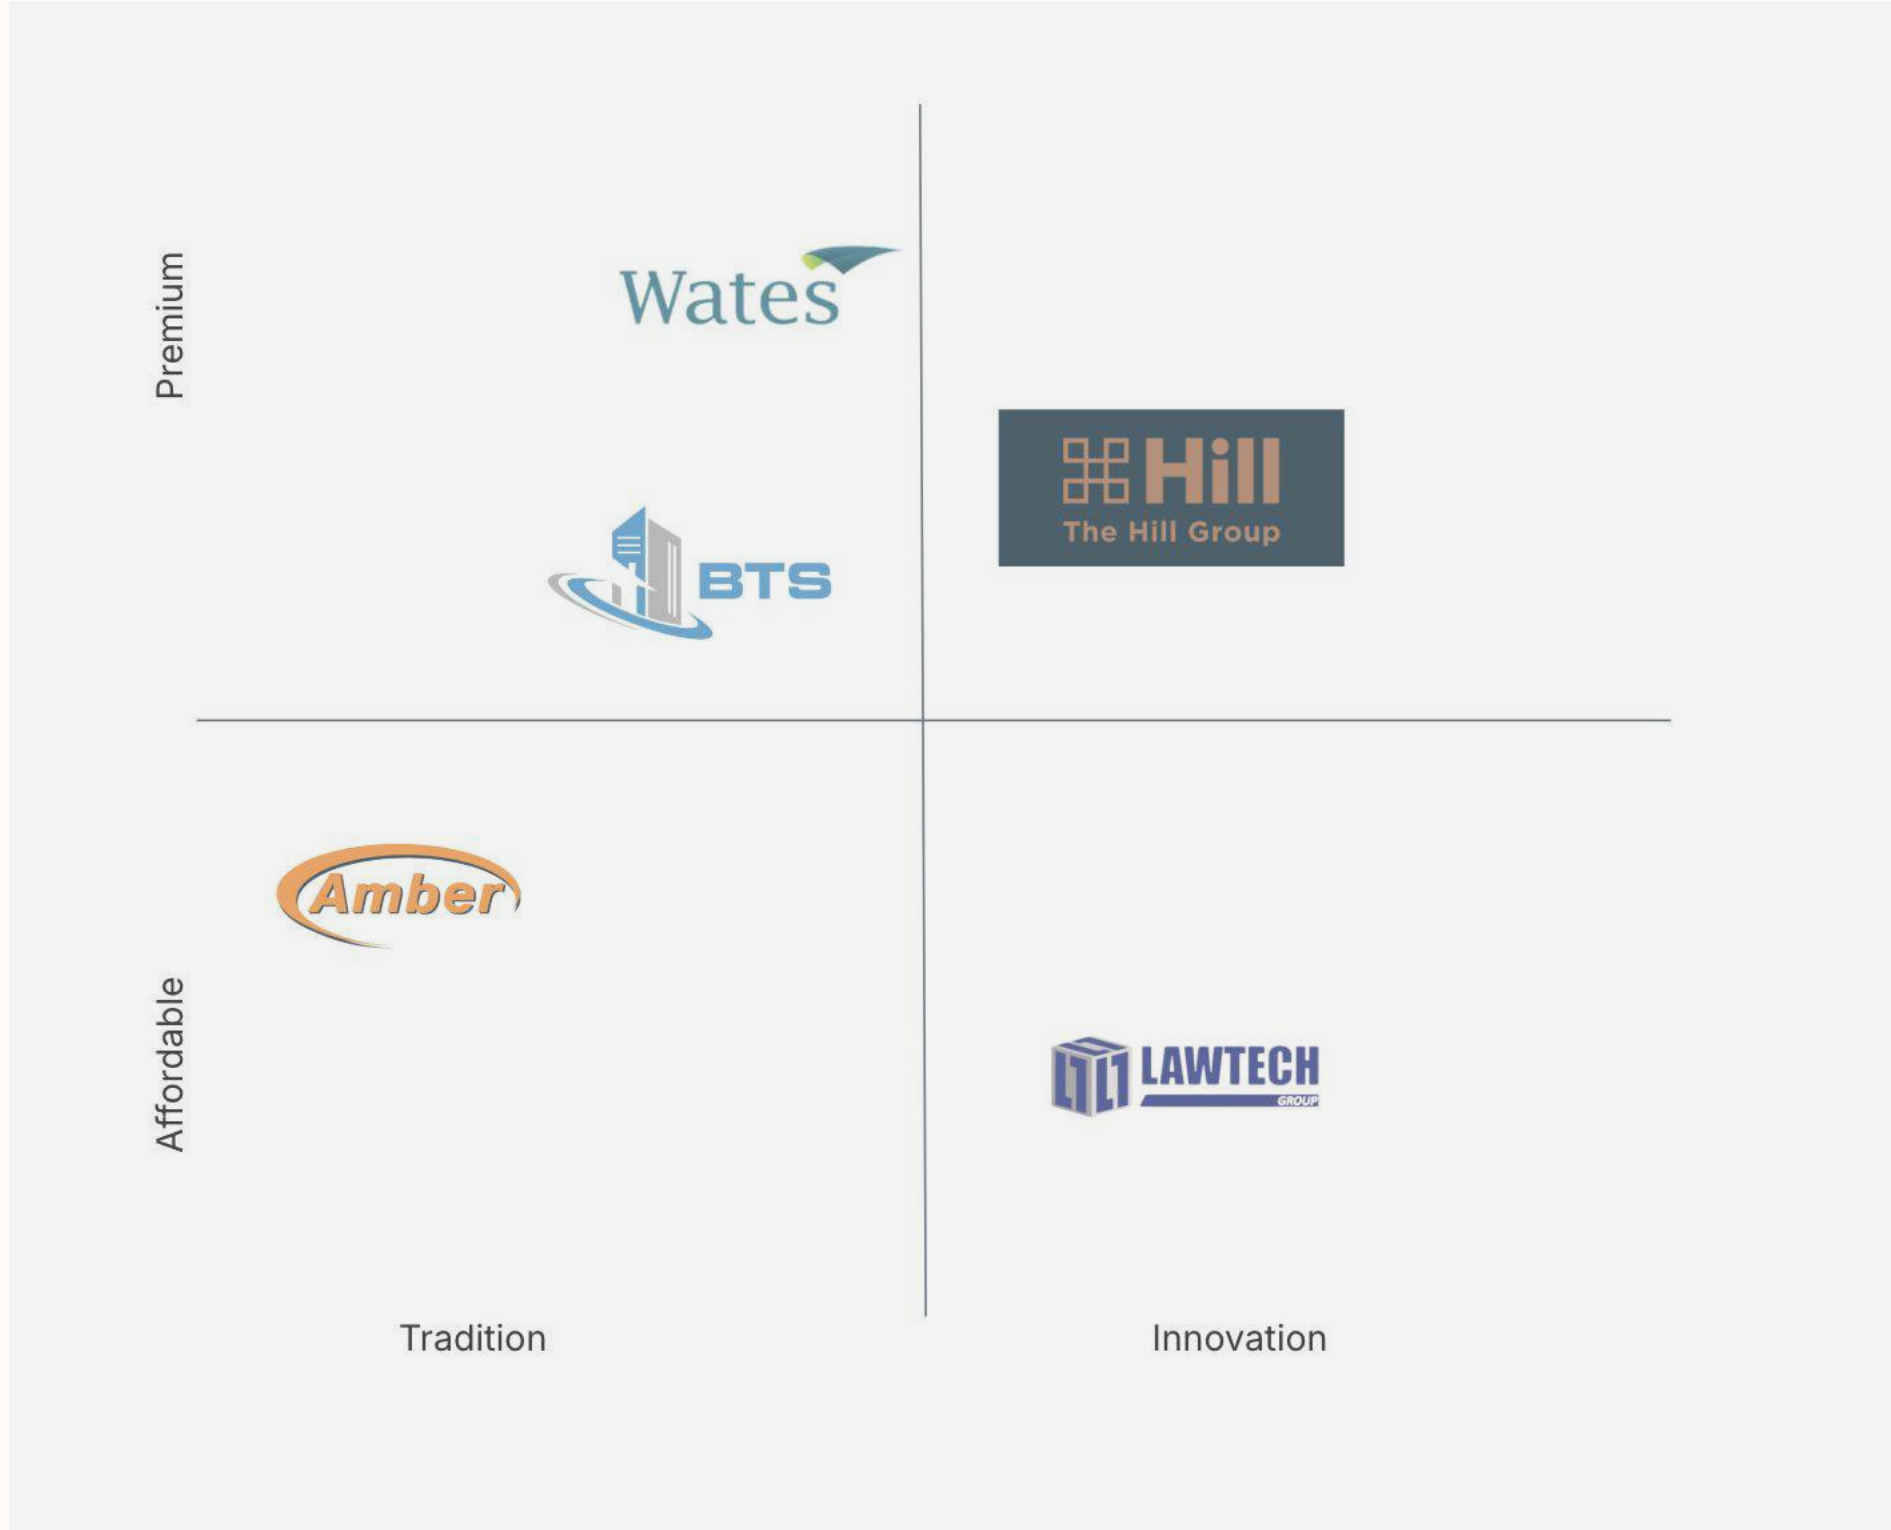 Premium
Wates
Hill
The Hill Group
BTS
Amber
Affordable
LAWTECH
GROUP
Tradition
Innovation